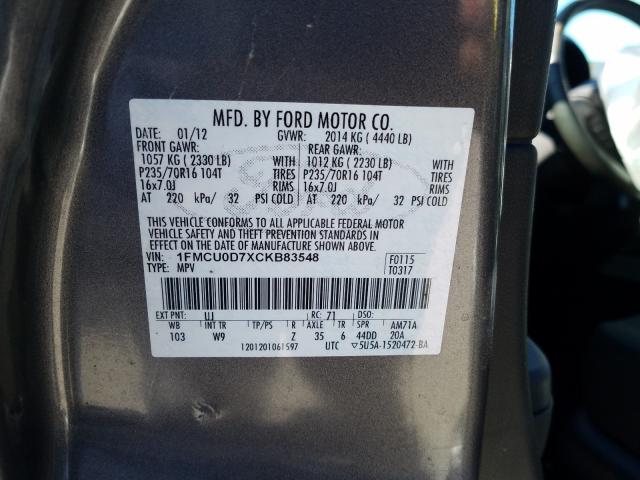 MFD. BY FORD MOTOR CO.
DATE: 01/12 GVWR: 2014 KG ( 4440 LB)
FRONT GAWR: REAR GAWR:
1057 KG ( 2330 LB) WITH 1012 KG ( 2230 LB) WITH
P235/70R16 104T TIRES P235/70R16 104T TIRES
16x7.0J RIMS 16x7.0J RIMS
AT 220 kPa/ 32 PSI COLD AT 220 kPa/ 32 PSI COLD
THIS VEHICLE CONFORMS TO ALL APPLICABLE FEDERAL MOTOR
VEHICLE SAFETY AND THEFT PREVENTION STANDARDS IN
EFFECT ON THE DATE OF MANUFACTURE SHOWN ABOVE.
VIN: 1FMCU0D7XCKB83548 F0115
TYPE: MPV T0317
EXT PNT: UJ RC: 71 DSO:
WB INT TR TP/PS R AXLE TR SPR AM71A
103 W9 Z 35 6 44DD 20A
1201201061597 UTC ▽5U5A-1520472-BA